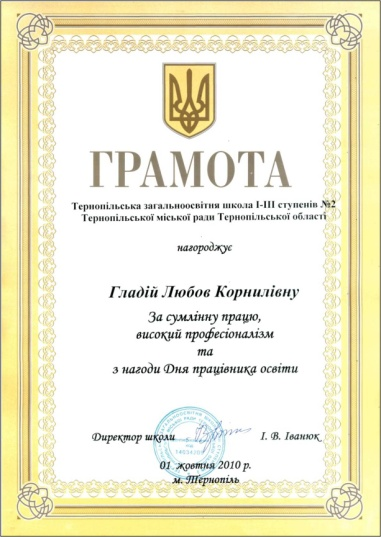 ГРАМОТА
Тернопільська загальноосвітня школа І-ІІІ ступенів №2
Тернопільської міської ради Тернопільської області
нагороджує
Гладій Любов Корнилівну
За сумлінну працю,
високий професіоналізм
та
з нагоди Дня працівника освіти
Директор школи І. В. Іванюк
01 жовтня 2010 р.
м. Тернопіль